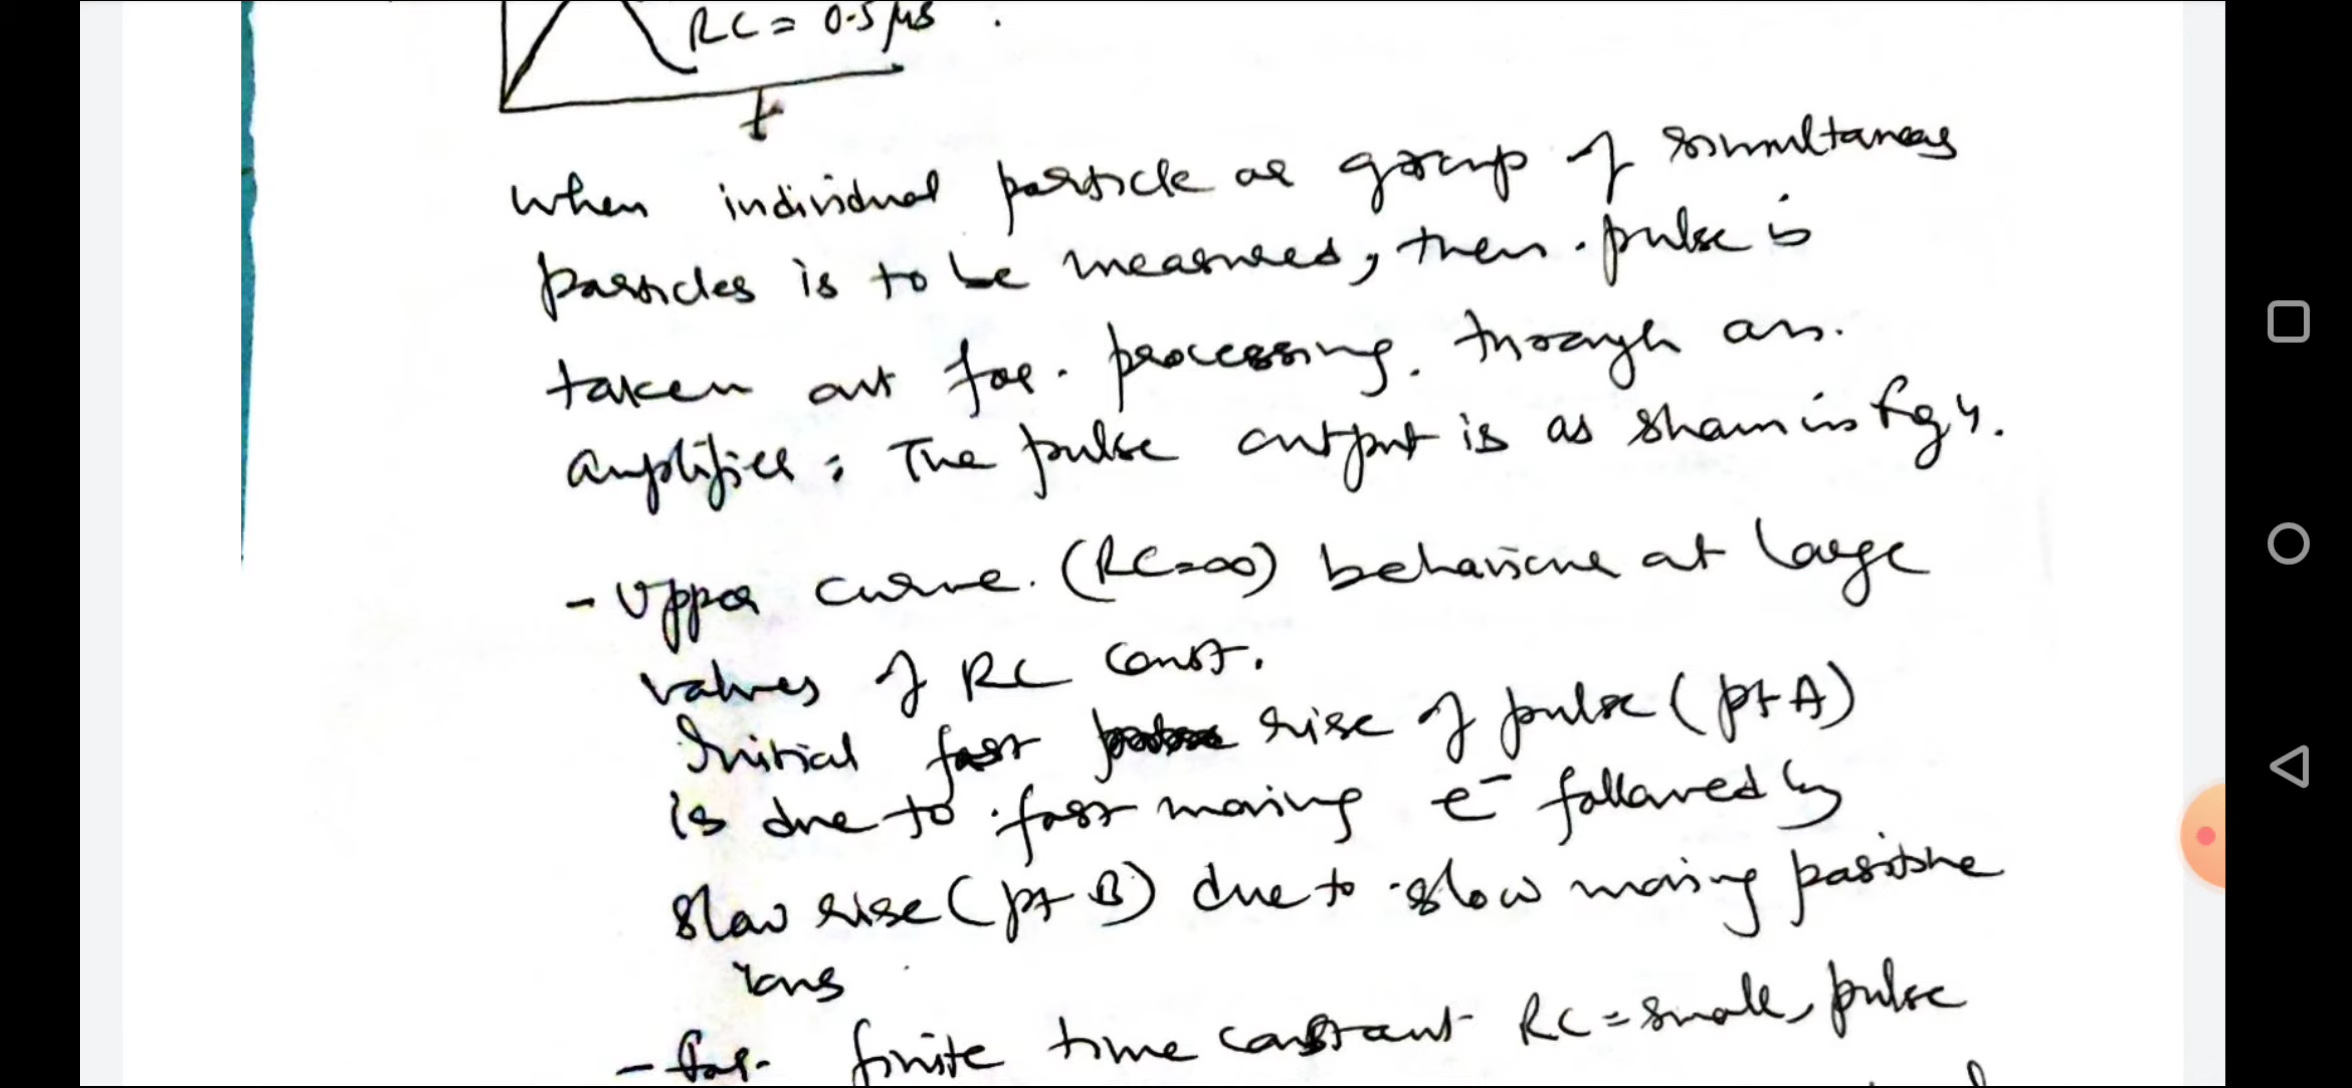 RC = 0.5 μs .
t
when individual particle or group of simultaneous
particles is to be measured, then pulse is
taken out for processing through an
amplifier. The pulse output is as shown in fig 4.
- Upper curve (RC=∞) behaviour at large
values of RC const.
Initial fast rise of pulse (pt A)
is due to fast moving e⁻ followed by
slow rise (pt B) due to slow moving positive
ions
- for finite time constant RC = small, pulse